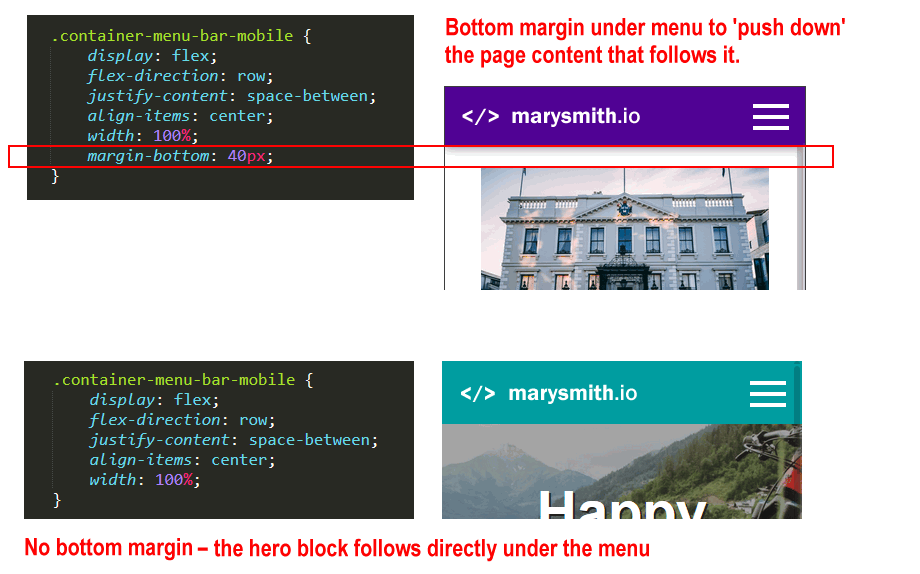 .container-menu-bar-mobile {
display: flex;
flex-direction: row;
justify-content: space-between;
align-items: center;
width: 100%;
margin-bottom: 40px;
}
Bottom margin under menu to 'push down'
the page content that follows it.
</> marysmith.io
.container-menu-bar-mobile {
display: flex;
flex-direction: row;
justify-content: space-between;
align-items: center;
width: 100%;
}
</> marysmith.io
Happy
No bottom margin – the hero block follows directly under the menu